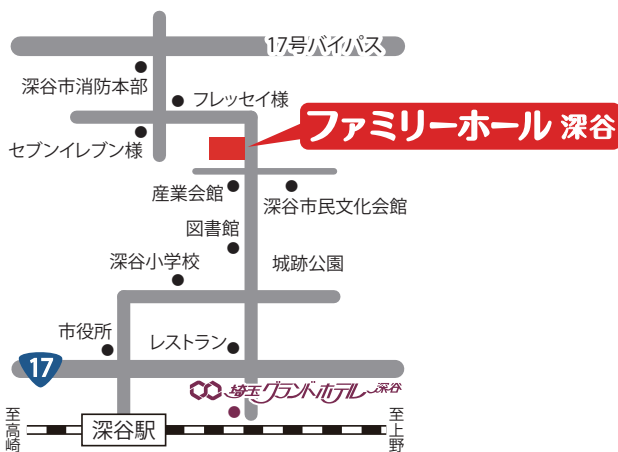 17号バイパス
深谷市消防本部
フレッセイ様
ファミリーホール 深谷
セブンイレブン様
産業会館
深谷市民文化会館
図書館
深谷小学校
城跡公園
市役所
レストラン
17
埼玉グランドホテル深谷
至高崎
深谷駅
至上野